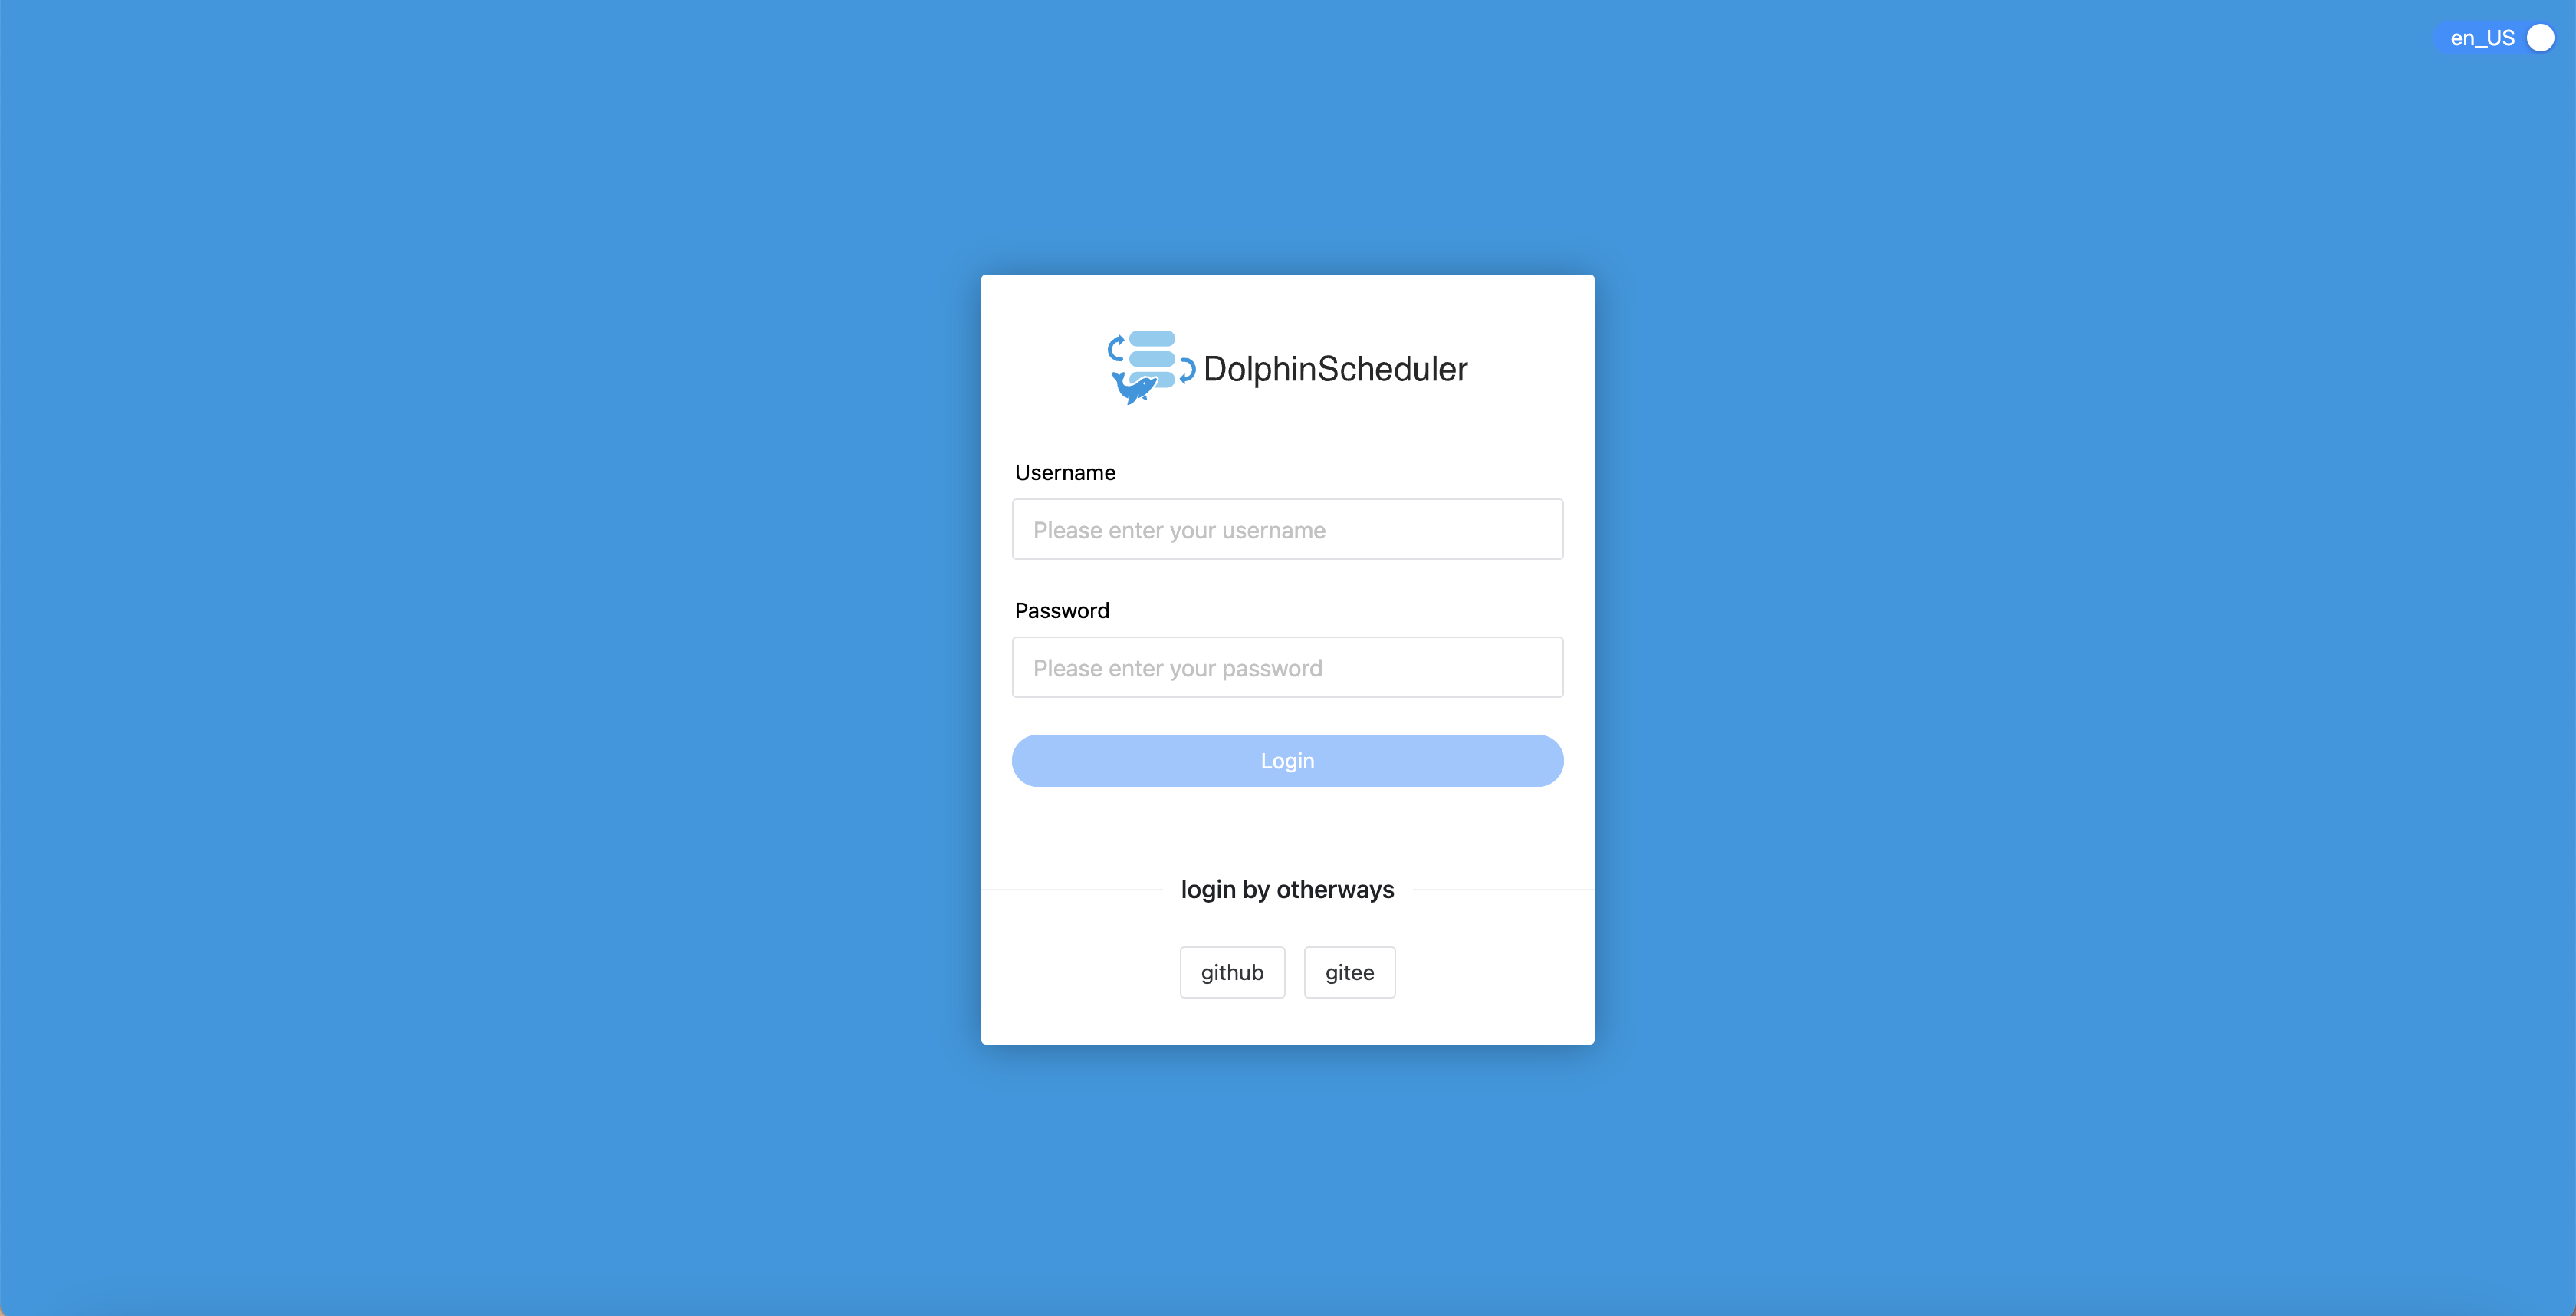 en_US
DolphinScheduler
Username
Please enter your username
Password
Please enter your password
Login
login by otherways
github gitee